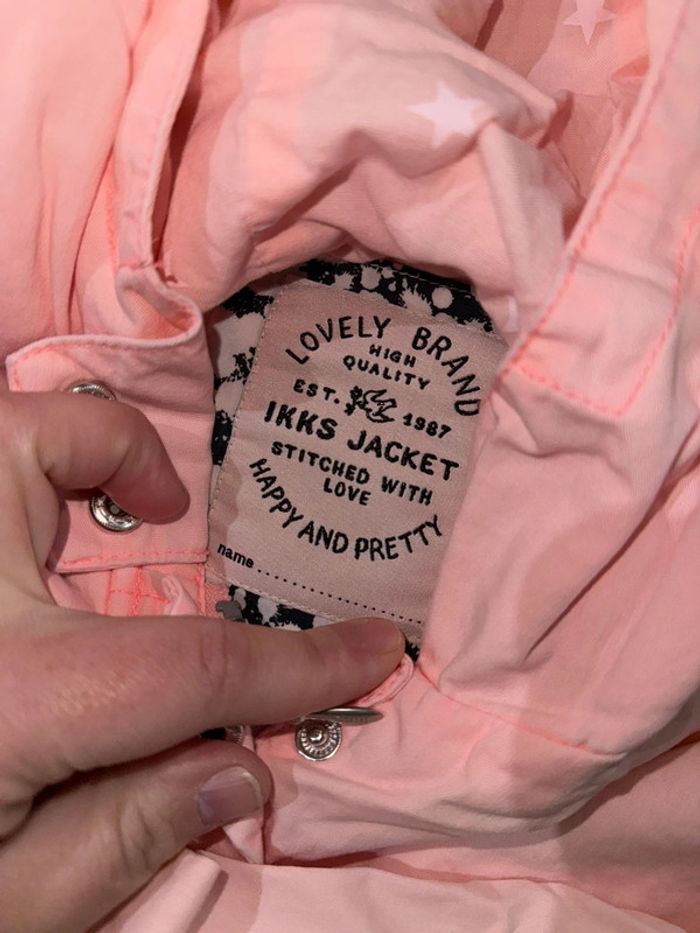 LOVELY BRAND
HIGH
QUALITY
EST. 1987
IKKS JACKET
STITCHED WITH
LOVE
HAPPY AND PRETTY
name....................